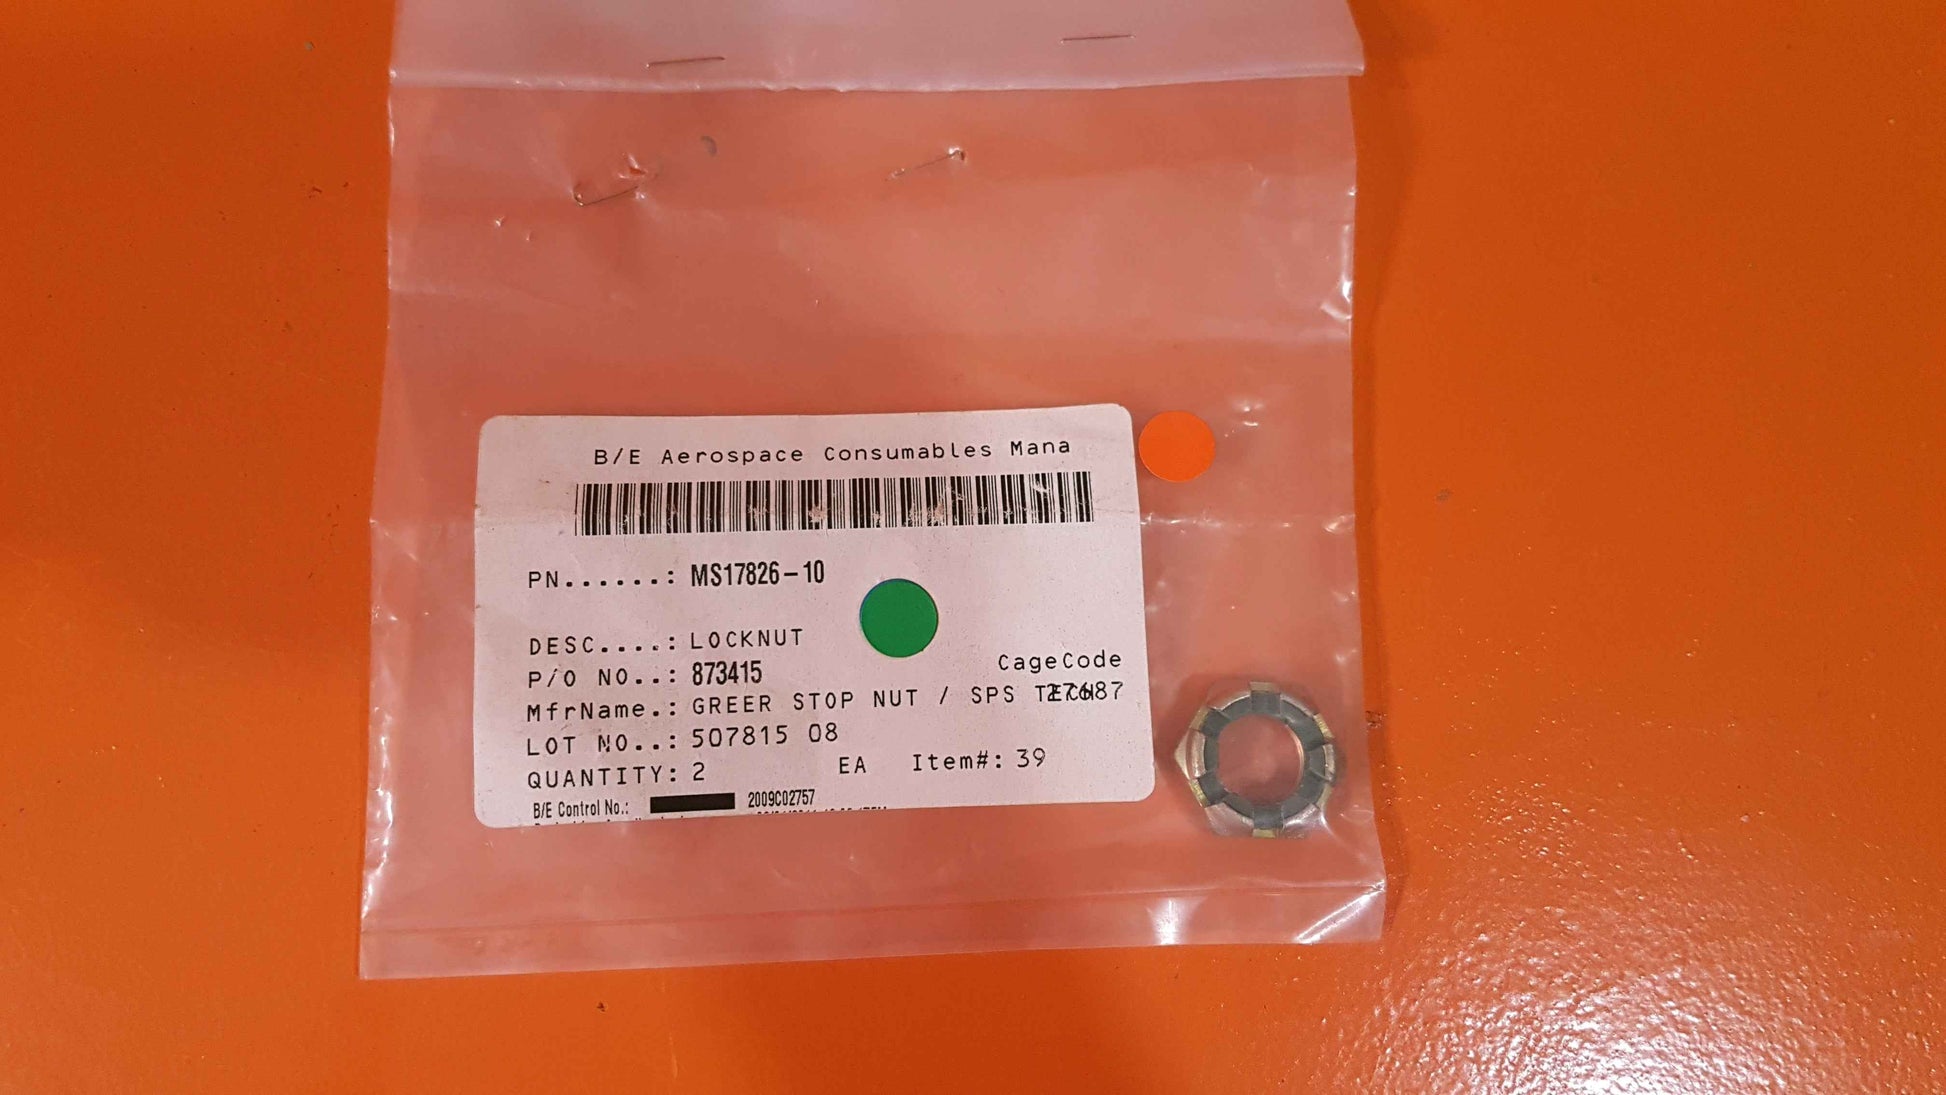 B/E Aerospace Consumables Mana
PN......: MS17826-10
DESC....: LOCKNUT
P/O NO..: 873415
CageCode
MfrName.: GREER STOP NUT / SPS
LOT NO..: 507815 08
QUANTITY: 2 EA Item#: 39
B/E Control No.: 2009C02757